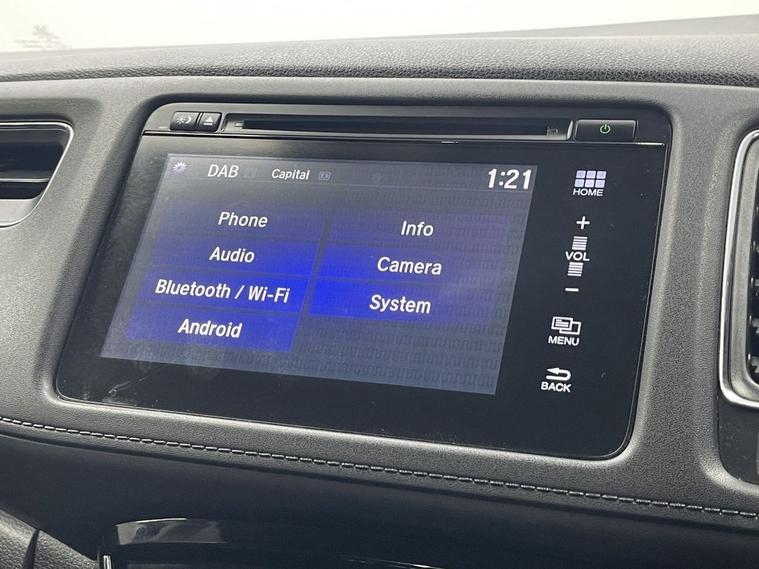 DAB Capital 1:21
Phone
Info
Audio
Camera
Bluetooth / Wi-Fi
System
Android
HOME
+
VOL
−
MENU
BACK